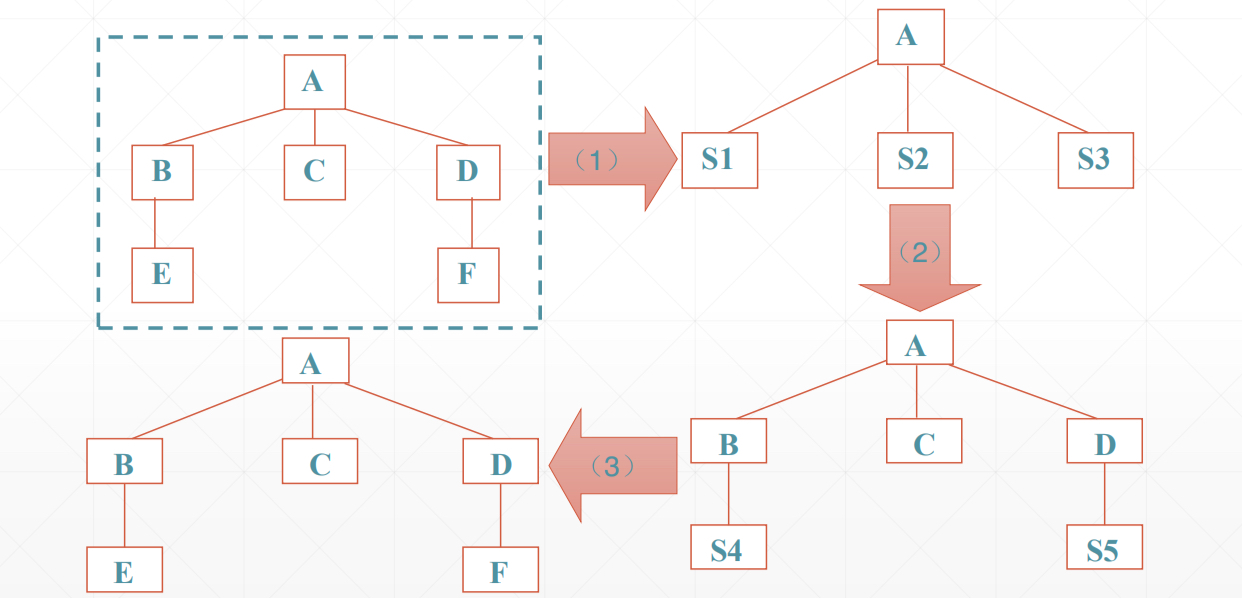 A
B C D
E F
（1）
A
S1 S2 S3
（2）
A
B C D
S4 S5
（3）
A
B C D
E F